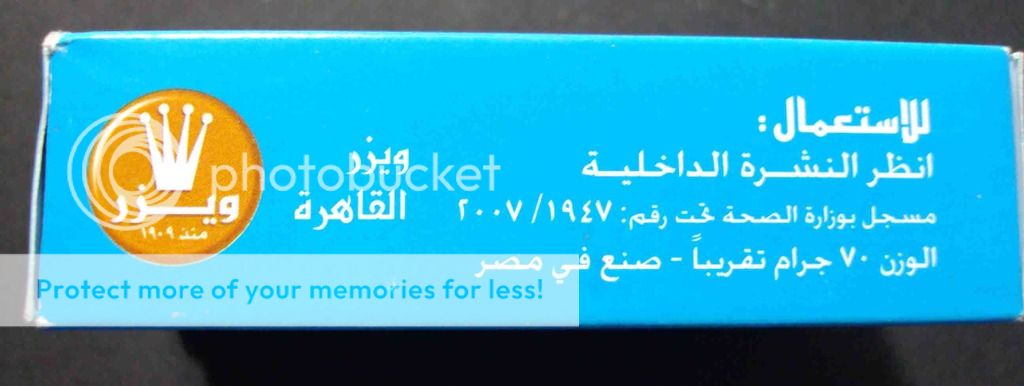 للاستعمال:
انظر النشرة الداخلية
مسجل بوزارة الصحة تحت رقم: ١٩٤٧/ ٢٠٠٧
الوزن ٧٠ جرام تقريباً - صنع في مصر
ويزر
القاهرة
ويزر
منذ ١٩٠٩
photobucket
Protect more of your memories for less!